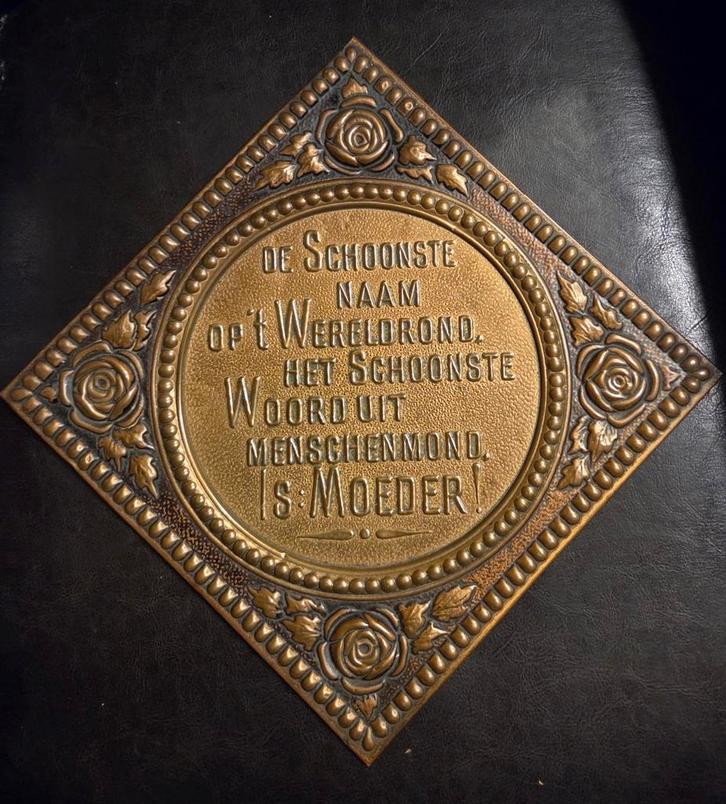 DE SCHOONSTE
NAAM
OP 't WERELDROND.
HET SCHOONSTE
WOORD UIT
MENSCHENMOND.
IS: MOEDER!